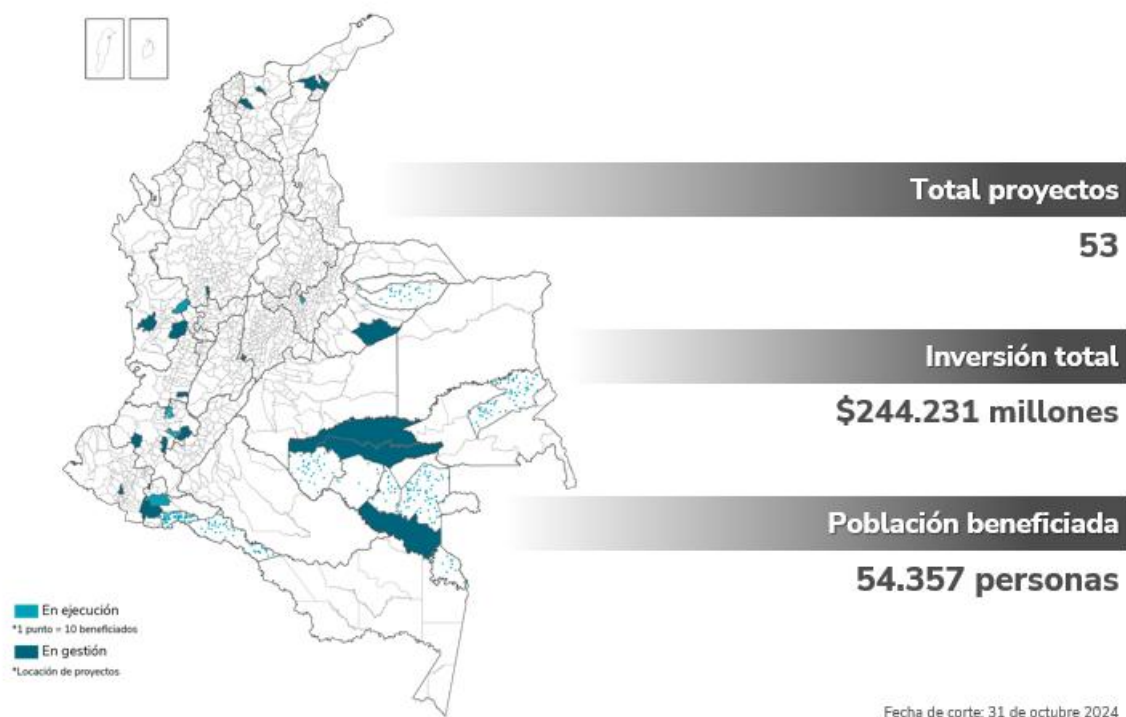 Total proyectos
53
Inversión total
$244.231 millones
Población beneficiada
54.357 personas
En ejecución
*1 punto = 10 beneficiados
En gestión
*Locación de proyectos
Fecha de corte: 31 de octubre 2024